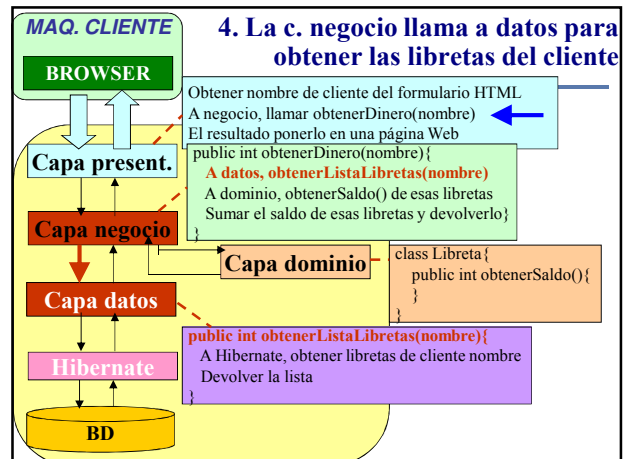 MAQ. CLIENTE
4. La c. negocio llama a datos para
obtener las libretas del cliente
BROWSER
Obtener nombre de cliente del formulario HTML
A negocio, llamar obtenerDinero(nombre)
El resultado ponerlo en una página Web
Capa present.
public int obtenerDinero(nombre){
A datos, obtenerListaLibretas(nombre)
A dominio, obtenerSaldo() de esas libretas
Sumar el saldo de esas libretas y devolverlo}
}
Capa negocio
Capa dominio
class Libreta{
public int obtenerSaldo(){
}
}
Capa datos
public int obtenerListaLibretas(nombre){
A Hibernate, obtener libretas de cliente nombre
Devolver la lista
}
Hibernate
BD